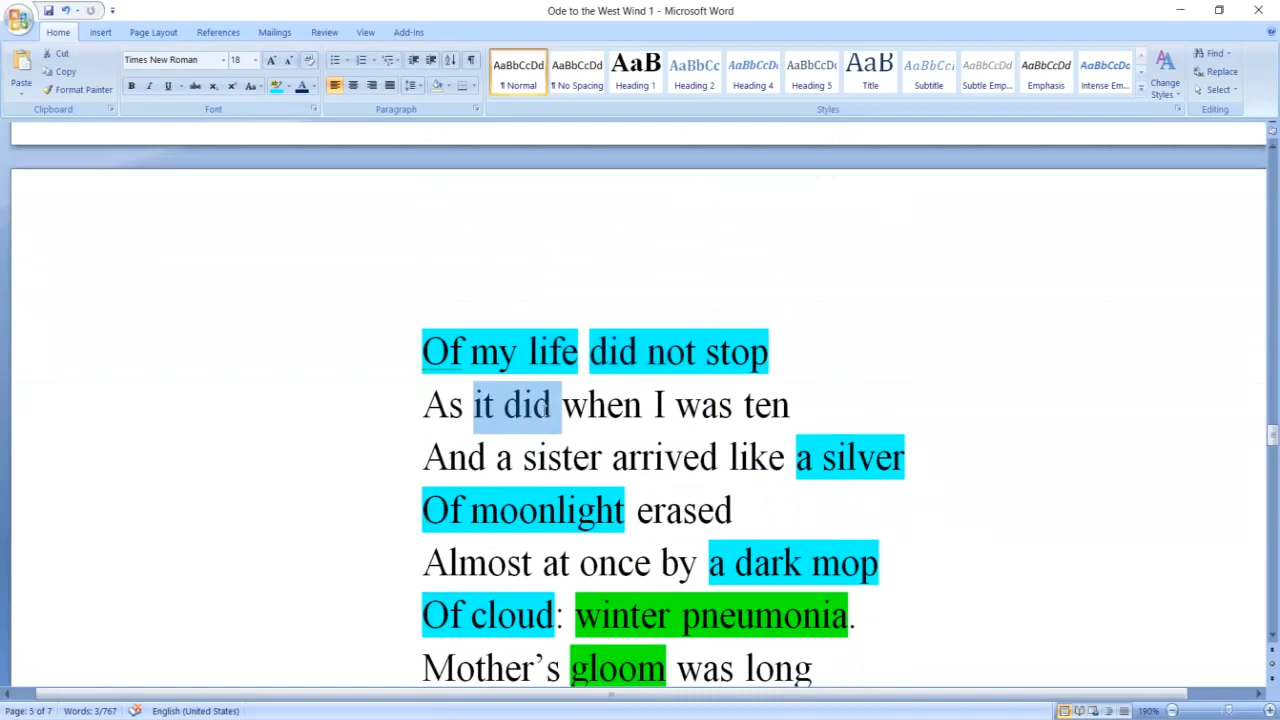 Ode to the West Wind 1 - Microsoft Word
Home Insert Page Layout References Mailings Review View Add-Ins
Cut
Copy
Format Painter
Paste
Clipboard
Times New Roman 18
Font
Paragraph
AaBbCcDd AaBbCcDd AaB AaBbCc AaBbCcDc AaBbCcDc AaB AaBbCc AaBbCcDd AaBbCcDd AaBbCcDc
¶ Normal ¶ No Spacing Heading 1 Heading 2 Heading 4 Heading 5 Title Subtitle Subtle Emp... Emphasis Intense Em...
Styles
Change Styles
Find
Replace
Select
Editing
Of my life did not stop
As it did when I was ten
And a sister arrived like a silver
Of moonlight erased
Almost at once by a dark mop
Of cloud: winter pneumonia.
Mother’s gloom was long
Page: 5 of 7 Words: 3/767 English (United States) 190%